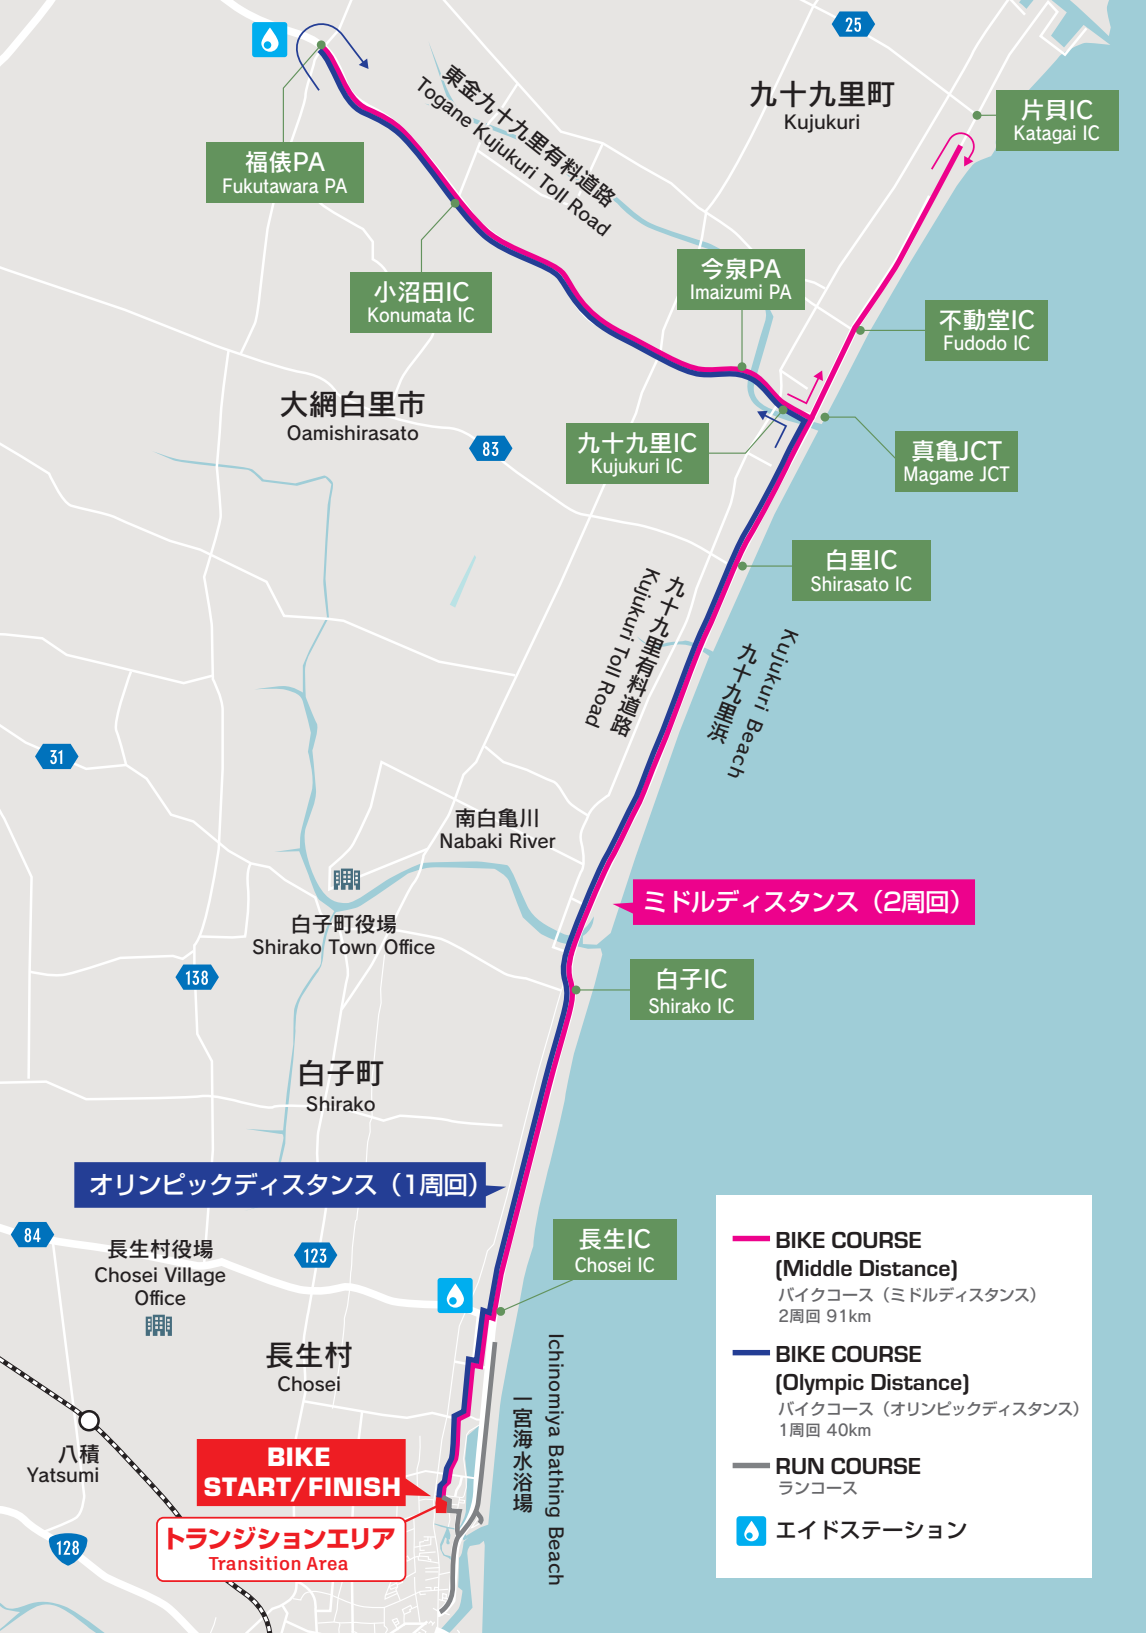 25
九十九里町
Kujukuri
片貝IC
Katagai IC
東金九十九里有料道路
Togane Kujukuri Toll Road
福俵PA
Fukutawara PA
今泉PA
Imaizumi PA
小沼田IC
Konumata IC
不動堂IC
Fudodo IC
大網白里市
Oamishirasato
83
九十九里IC
Kujukuri IC
真亀JCT
Magame JCT
白里IC
Shirasato IC
九十九里有料道路
Kujukuri Toll Road
Kujukuri Beach
九十九里浜
31
南白亀川
Nabaki River
ミドルディスタンス（2周回）
白子町役場
Shirako Town Office
138
白子IC
Shirako IC
白子町
Shirako
オリンピックディスタンス（1周回）
84
長生村役場
Chosei Village
Office
123
長生IC
Chosei IC
長生村
Chosei
一宮海水浴場
Ichinomiya Bathing Beach
八積
Yatsumi
BIKE
START/FINISH
トランジションエリア
Transition Area
128
BIKE COURSE
(Middle Distance)
バイクコース（ミドルディスタンス）
2周回 91km
BIKE COURSE
(Olympic Distance)
バイクコース（オリンピックディスタンス）
1周回 40km
RUN COURSE
ランコース
エイドステーション